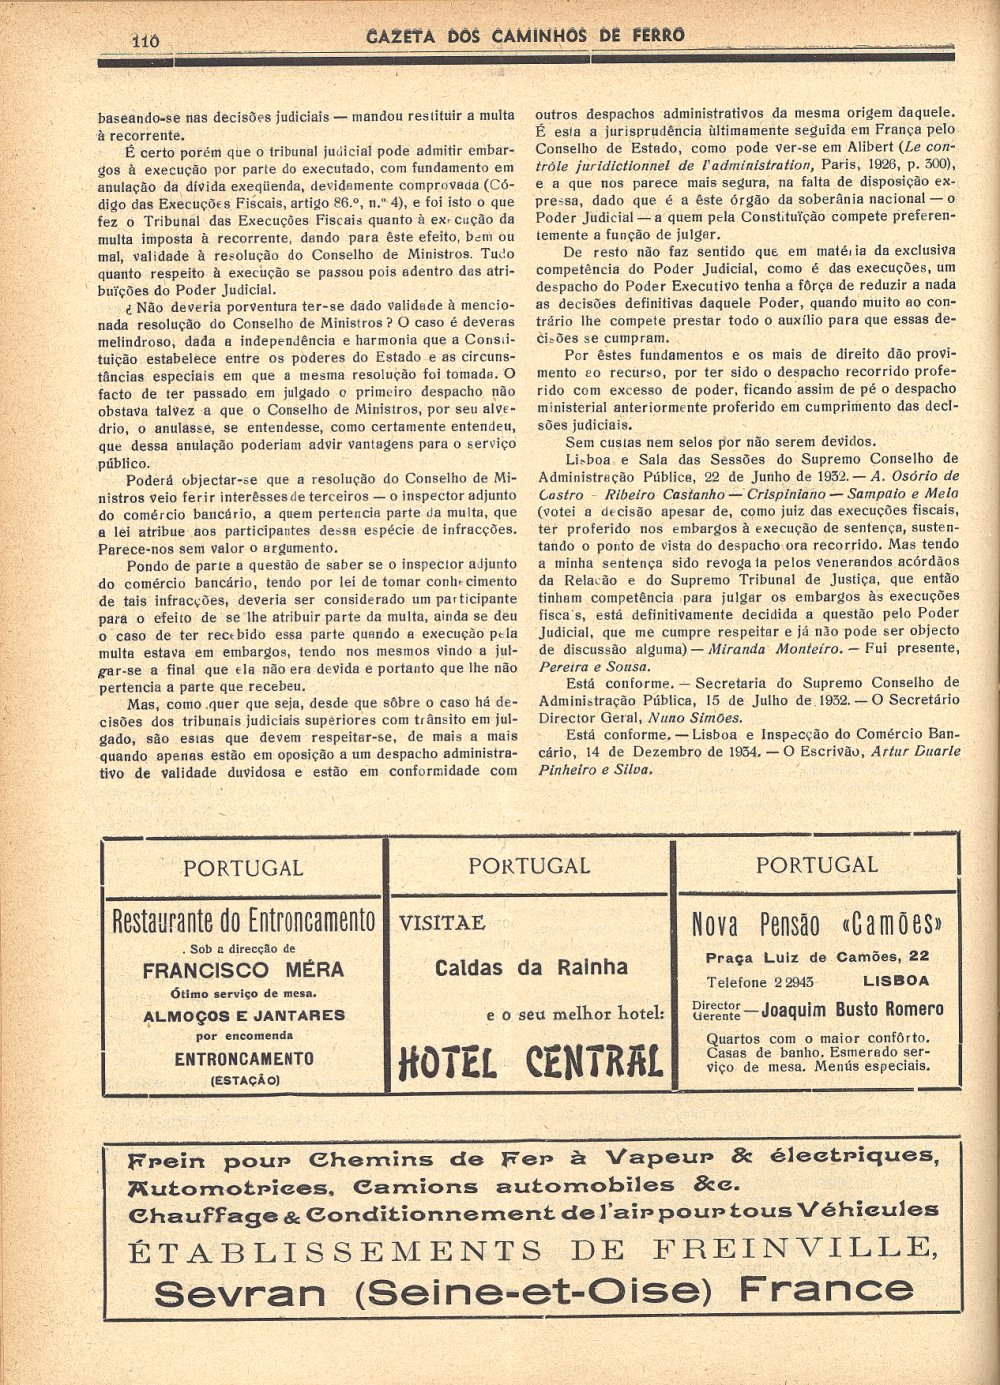 110
GAZETA DOS CAMINHOS DE FERRO
baseando-se nas decisões judiciais — mandou restituir a multa
à recorrente.
É certo porém que o tribunal judicial pode admitir embar-
gos à execução por parte do executado, com fundamento em
anulação da dívida exeqüenda, devidamente comprovada (Có-
digo das Execuções Fiscais, artigo 86.º, n.º 4), e foi isto o que
fez o Tribunal das Execuções Fiscais quanto à execução da
multa imposta à recorrente, dando para êste efeito, bem ou
mal, validade à resolução do Conselho de Ministros. Tudo
quanto respeito à execução se passou pois adentro das atri-
buïções do Poder Judicial.
¿ Não deveria porventura ter-se dado validade à mencio-
nada resolução do Conselho de Ministros? O caso é deveras
melindroso, dada a independência e harmonia que a Consti-
tuição estabelece entre os poderes do Estado e as circuns-
tâncias especiais em que a mesma resolução foi tomada. O
facto de ter passado em julgado o primeiro despacho não
obstava talvez a que o Conselho de Ministros, por seu alve-
drio, o anulasse, se entendesse, como certamente entendeu,
que dessa anulação poderiam advir vantagens para o serviço
público.
Poderá objectar-se que a resolução do Conselho de Mi-
nistros veio ferir interêsses de terceiros — o inspector adjunto
do comércio bancário, a quem pertencia parte da multa, que
a lei atribue aos participantes dessa espécie de infracções.
Parece-nos sem valor o argumento.
Pondo de parte a questão de saber se o inspector adjunto
do comércio bancário, tendo por lei de tomar conhecimento
de tais infracções, deveria ser considerado um participante
para o efeito de se lhe atribuir parte da multa, ainda se deu
o caso de ter recebido essa parte quando a execução pela
multa estava em embargos, tendo nos mesmos vindo a jul-
gar-se a final que ela não era devida e portanto que lhe não
pertencia a parte que recebeu.
Mas, como quer que seja, desde que sôbre o caso há de-
cisões dos tribunais judiciais superiores com trânsito em jul-
gado, são estas que devem respeitar-se, de mais a mais
quando apenas estão em oposição a um despacho administra-
tivo de validade duvidosa e estão em conformidade com
outros despachos administrativos da mesma origem daquele.
É esta a jurisprudência ùltimamente seguida em França pelo
Conselho de Estado, como pode ver-se em Alibert (Le con-
trôle juridictionnel de l'administration, Paris, 1926, p. 300),
e a que nos parece mais segura, na falta de disposição ex-
pressa, dado que é a êste órgão da soberània nacional — o
Poder Judicial — a quem pela Constituïção compete preferen-
temente a função de julgar.
De resto não faz sentido que em matéria da exclusiva
competência do Poder Judicial, como é das execuções, um
despacho do Poder Executivo tenha a fôrça de reduzir a nada
as decisões definitivas daquele Poder, quando muito ao con-
trário lhe compete prestar todo o auxílio para que essas de-
cisões se cumpram.
Por êstes fundamentos e os mais de direito dão provi-
mento ao recurso, por ter sido o despacho recorrido profe-
rido com excesso de poder, ficando assim de pé o despacho
ministerial anteriormente proferido em cumprimento das deci-
sões judiciais.
Sem custas nem selos por não serem devidos.
Lisboa e Sala das Sessões do Supremo Conselho de
Administração Pública, 22 de Junho de 1932. — A. Osório de
Castro — Ribeiro Castanho — Crispiniano — Sampaio e Melo
(votei a decisão apesar de, como juiz das execuções fiscais,
ter proferido nos embargos à execução de sentença, susten-
tando o ponto de vista do despacho ora recorrido. Mas tendo
a minha sentença sido revogada pelos venerandos acórdãos
da Relação e do Supremo Tribunal de Justiça, que então
tinham competência para julgar os embargos às execuções
fiscais, está definitivamente decidida a questão pelo Poder
Judicial, que me cumpre respeitar e já não pode ser objecto
de discussão alguma) — Miranda Monteiro. — Fui presente,
Pereira e Sousa.
Está conforme. — Secretaria do Supremo Conselho de
Administração Pública, 15 de Julho de 1932. — O Secretário
Director Geral, Nuno Simões.
Está conforme. — Lisboa e Inspecção do Comércio Ban-
cário, 14 de Dezembro de 1934. — O Escrivão, Artur Duarte
Pinheiro e Silva.
PORTUGAL
Restaurante do Entroncamento
Sob a direcção de
FRANCISCO MÉRA
Ótimo serviço de mesa.
ALMOÇOS E JANTARES
por encomenda
ENTRONCAMENTO
(ESTAÇÃO)
PORTUGAL
VISITAE
Caldas da Rainha
e o seu melhor hotel:
HOTEL CENTRAL
PORTUGAL
Nova Pensão «Camões»
Praça Luiz de Camões, 22
Telefone 2 2943 LISBOA
Director Gerente — Joaquim Busto Romero
Quartos com o maior confôrto.
Casas de banho. Esmerado ser-
viço de mesa. Menús especiais.
Frein pour Chemins de Fer à Vapeur & électriques,
Automotrices, Camions automobiles &c.
Chauffage & Conditionnement de l'air pour tous Véhicules
ÉTABLISSEMENTS DE FREINVILLE,
Sevran (Seine-et-Oise) France